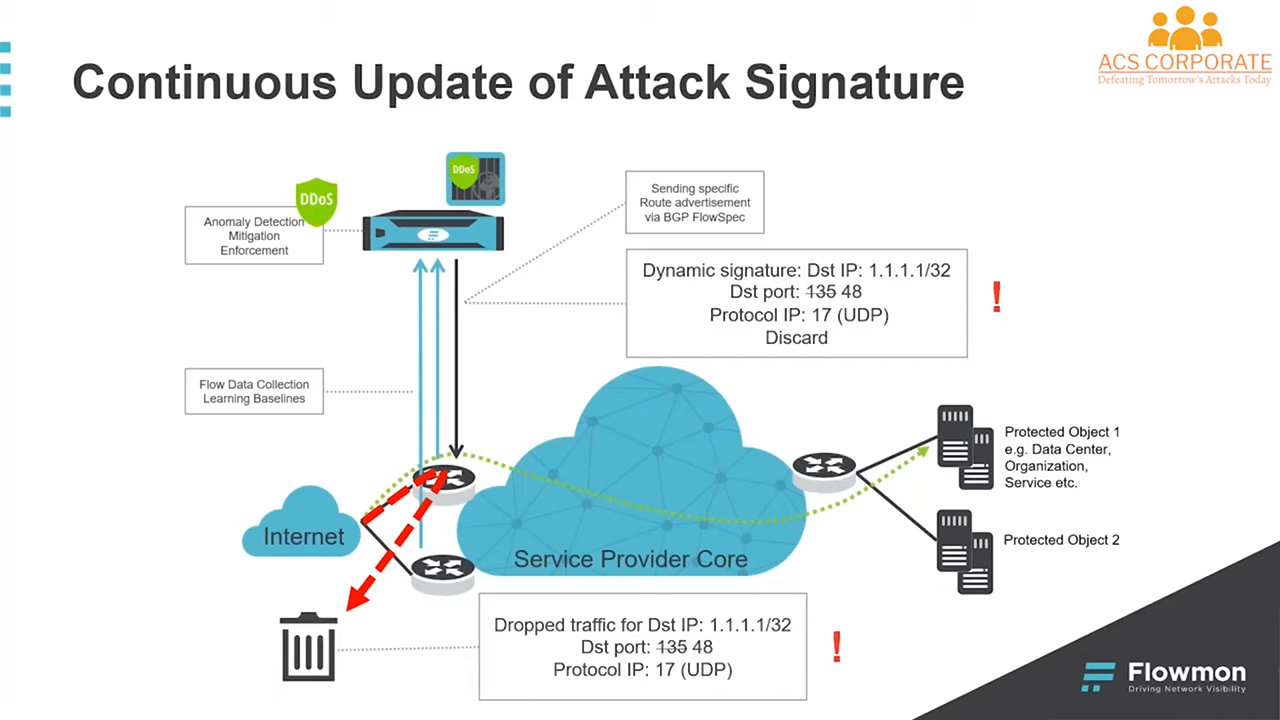 ACS CORPORATE
Defeating Tomorrow's Attacks Today
Continuous Update of Attack Signature
DDoS
DDoS
Anomaly Detection
Mitigation
Enforcement
Sending specific
Route advertisement
via BGP FlowSpec
Dynamic signature: Dst IP: 1.1.1.1/32
Dst port: 135 48
Protocol IP: 17 (UDP)
Discard
!
Flow Data Collection
Learning Baselines
Protected Object 1
e.g. Data Center,
Organization,
Service etc.
Internet
Service Provider Core
Protected Object 2
Dropped traffic for Dst IP: 1.1.1.1/32
Dst port: 135 48
Protocol IP: 17 (UDP)
!
Flowmon
Driving Network Visibility